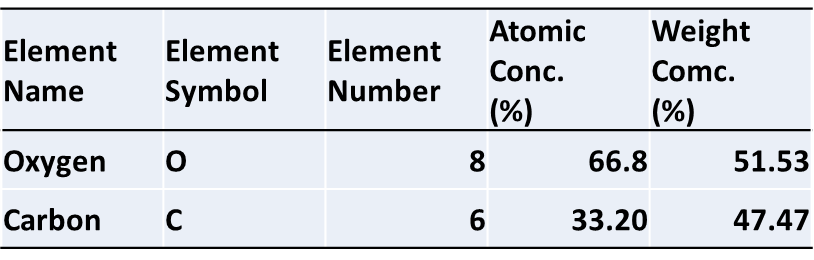 Element Name Element Symbol Element Number Atomic Conc. (%) Weight Comc. (%)
Oxygen O 8 66.8 51.53
Carbon C 6 33.20 47.47